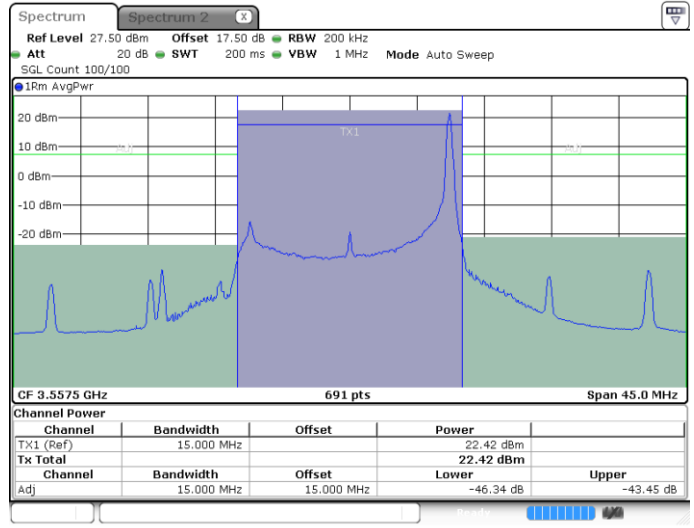 Spectrum Spectrum 2 X
Ref Level 27.50 dBm Offset 17.50 dB RBW 200 kHz
Att 20 dB SWT 200 ms VBW 1 MHz Mode Auto Sweep
SGL Count 100/100
1Rm AvgPwr
20 dBm
TX1
10 dBm
Adj Adj
0 dBm
-10 dBm
-20 dBm
CF 3.5575 GHz 691 pts Span 45.0 MHz
Channel Power
Channel Bandwidth Offset Power
TX1 (Ref) 15.000 MHz 22.42 dBm
Tx Total 22.42 dBm
Channel Bandwidth Offset Lower Upper
Adj 15.000 MHz 15.000 MHz -46.34 dB -43.45 dB
Ready